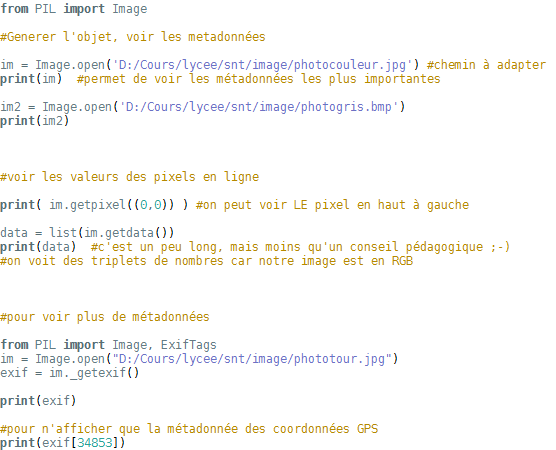 from PIL import Image
#Generer l'objet, voir les metadonnées
im = Image.open('D:/Cours/lycee/snt/image/photocouleur.jpg') #chemin à adapter
print(im)  #permet de voir les métadonnées les plus importantes
im2 = Image.open('D:/Cours/lycee/snt/image/photogris.bmp')
print(im2)
#voir les valeurs des pixels en ligne
print( im.getpixel((0,0)) ) #on peut voir LE pixel en haut à gauche
data = list(im.getdata())
print(data)  #c'est un peu long, mais moins qu'un conseil pédagogique ;-)
#on voit des triplets de nombres car notre image est en RGB
#pour voir plus de métadonnées
from PIL import Image, ExifTags
im = Image.open("D:/Cours/lycee/snt/image/phototour.jpg")
exif = im._getexif()
print(exif)
#pour n'afficher que la métadonnée des coordonnées GPS
print(exif[34853])